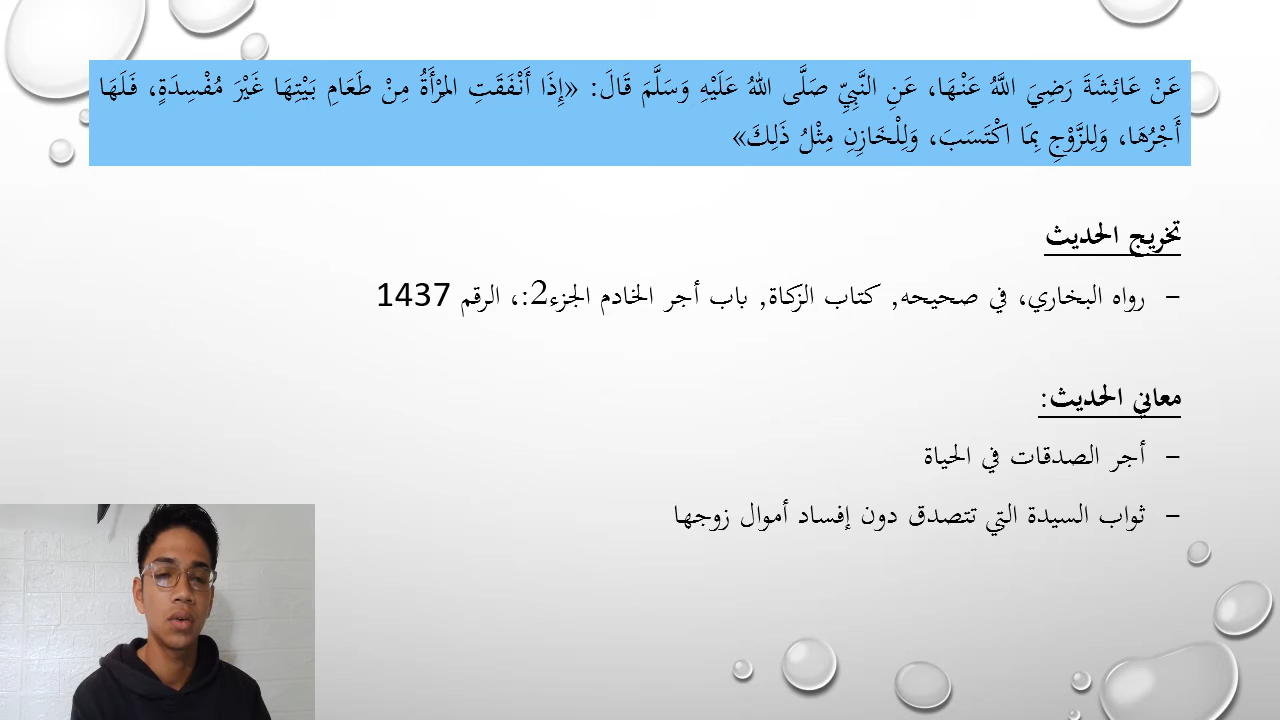 عَنْ عَائِشَةَ رَضِيَ اللَّهُ عَنْهَا، عَنِ النَّبِيِّ صَلَّى اللهُ عَلَيْهِ وَسَلَّمَ قَالَ: «إِذَا أَنْفَقَتِ المَرْأَةُ مِنْ طَعَامِ بَيْتِهَا غَيْرَ مُفْسِدَةٍ، فَلَهَا
أَجْرُهَا، وَلِلزَّوْجِ بِمَا اكْتَسَبَ، وَلِلْخَازِنِ مِثْلُ ذَلِكَ»
تخريج الحديث
- رواه البخاري، في صحيحه, كتاب الزكاة, باب أجر الخادم الجزء2:، الرقم 1437
معاني الحديث:
- أجر الصدقات في الحياة
- ثواب السيدة التي تتصدق دون إفساد أموال زوجها